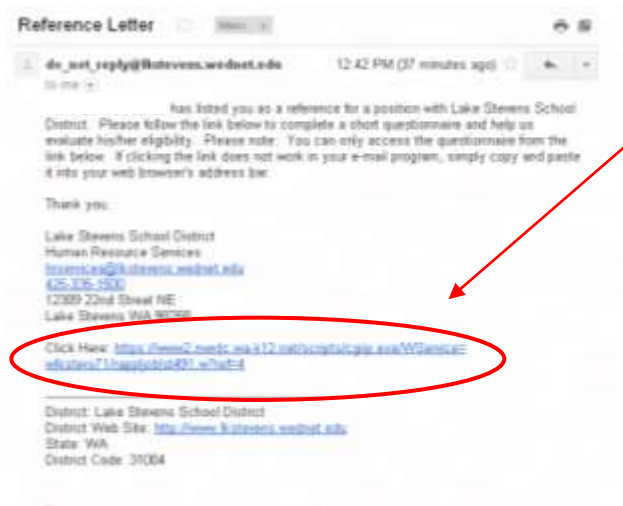 Reference Letter
do_not_reply@lkstevens.wednet.edu 12:42 PM (37 minutes ago)
to me
has listed you as a reference for a position with Lake Stevens School
District. Please follow the link below to complete a short questionnaire and help us
evaluate his/her eligibility. Please note: You can only access the questionnaire from the
link below. If clicking the link does not work in your e-mail program, simply copy and paste
it into your web browser's address bar.
Thank you.
Lake Stevens School District
Human Resource Services
hrservices@lkstevens.wednet.edu
425-335-1500
12309 22nd Street NE
Lake Stevens WA 98258
Click Here:
District: Lake Stevens School District
District Web Site: http://www.lkstevens.wednet.edu
State: WA
District Code: 31004